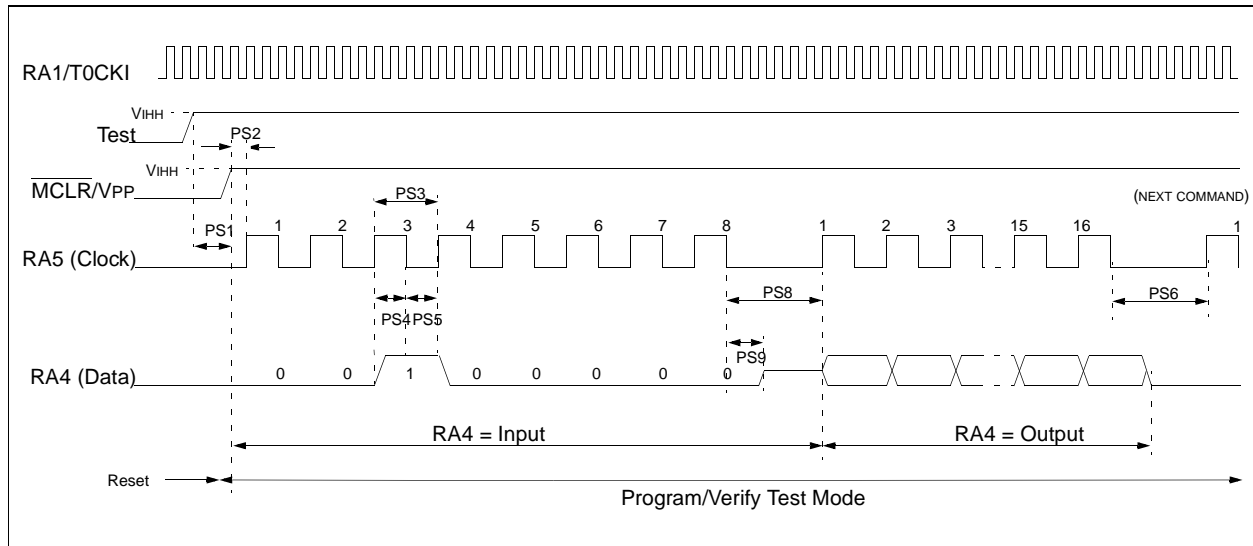 RA1/T0CKI
VIHH
Test
PS2
VIHH
MCLR/VPP
PS3
(NEXT COMMAND)
PS1
1 2 3 4 5 6 7 8 1 2 3 15 16 1
RA5 (Clock)
PS4 PS5
PS8
PS6
PS9
RA4 (Data)
0 0 1 0 0 0 0 0
RA4 = Input
RA4 = Output
Reset
Program/Verify Test Mode